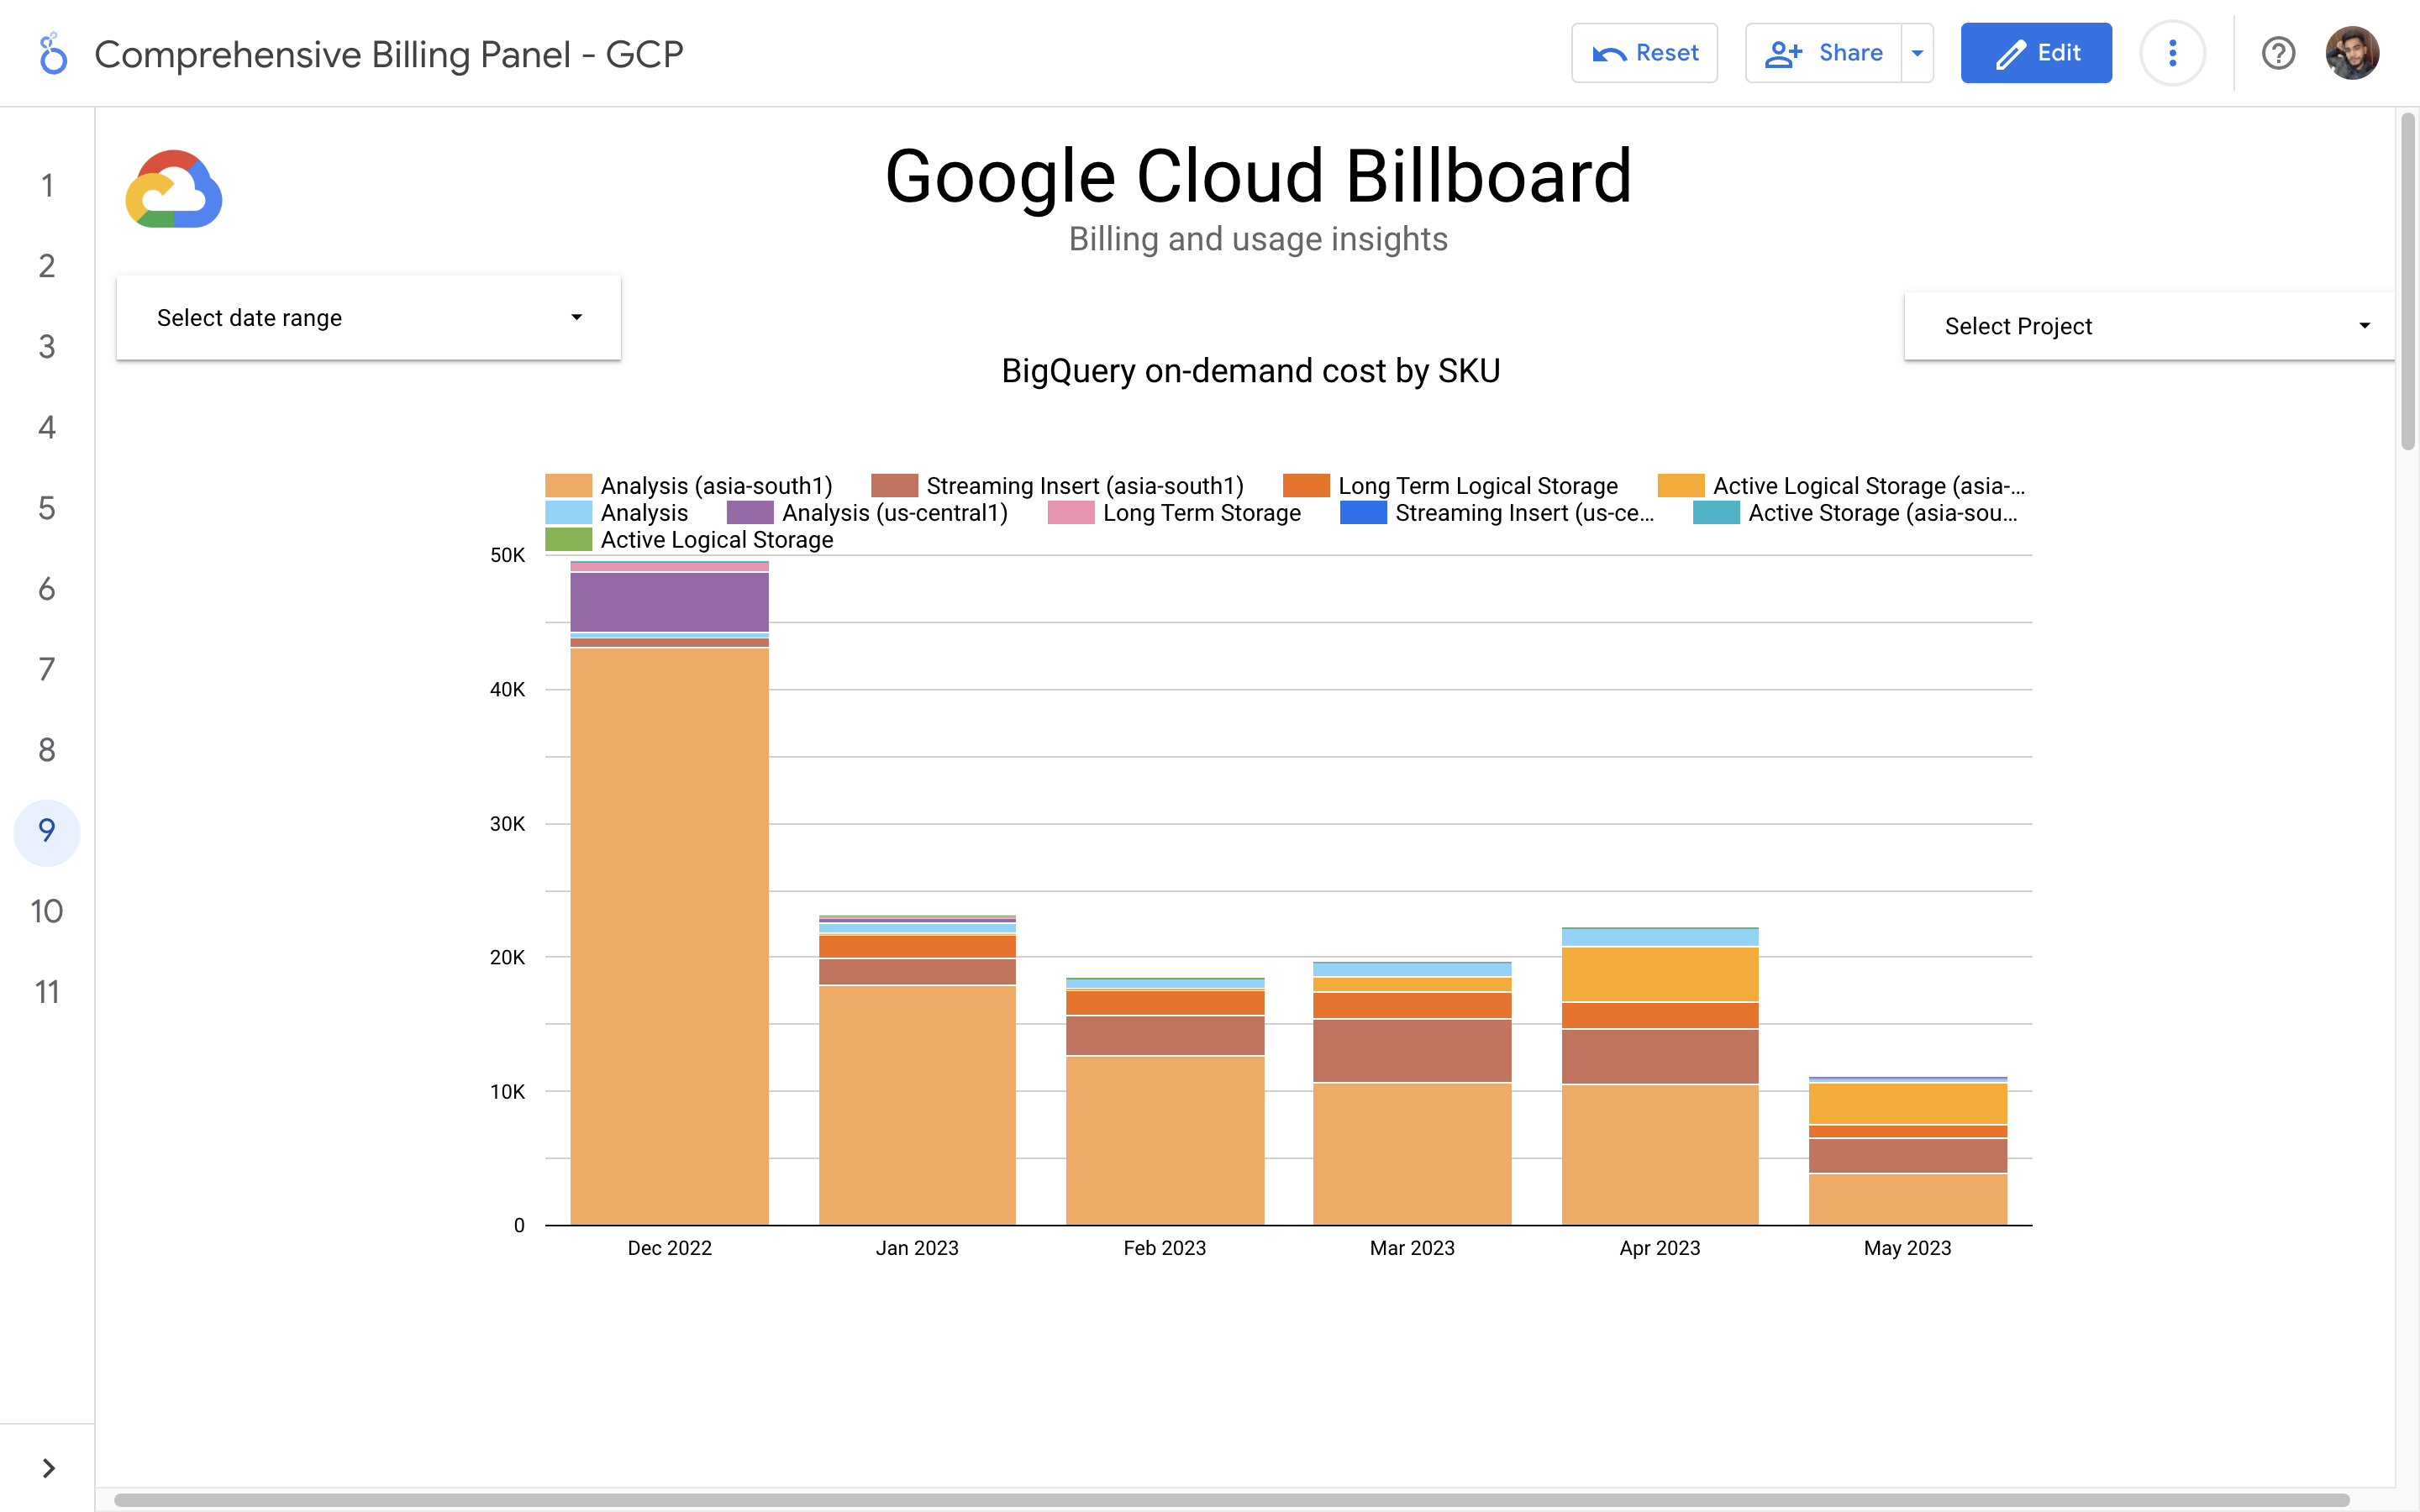 Comprehensive Billing Panel - GCP
Reset
Share
Edit
1
2
3
4
5
6
7
8
9
10
11
Google Cloud Billboard
Billing and usage insights
Select date range
Select Project
BigQuery on-demand cost by SKU
Analysis (asia-south1) Streaming Insert (asia-south1) Long Term Logical Storage Active Logical Storage (asia-...
Analysis Analysis (us-central1) Long Term Storage Streaming Insert (us-ce... Active Storage (asia-sou...
Active Logical Storage
50K
40K
30K
20K
10K
0
Dec 2022 Jan 2023 Feb 2023 Mar 2023 Apr 2023 May 2023